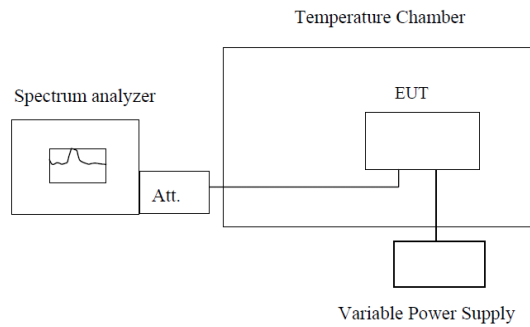 Temperature Chamber
Spectrum analyzer
EUT
Att.
Variable Power Supply